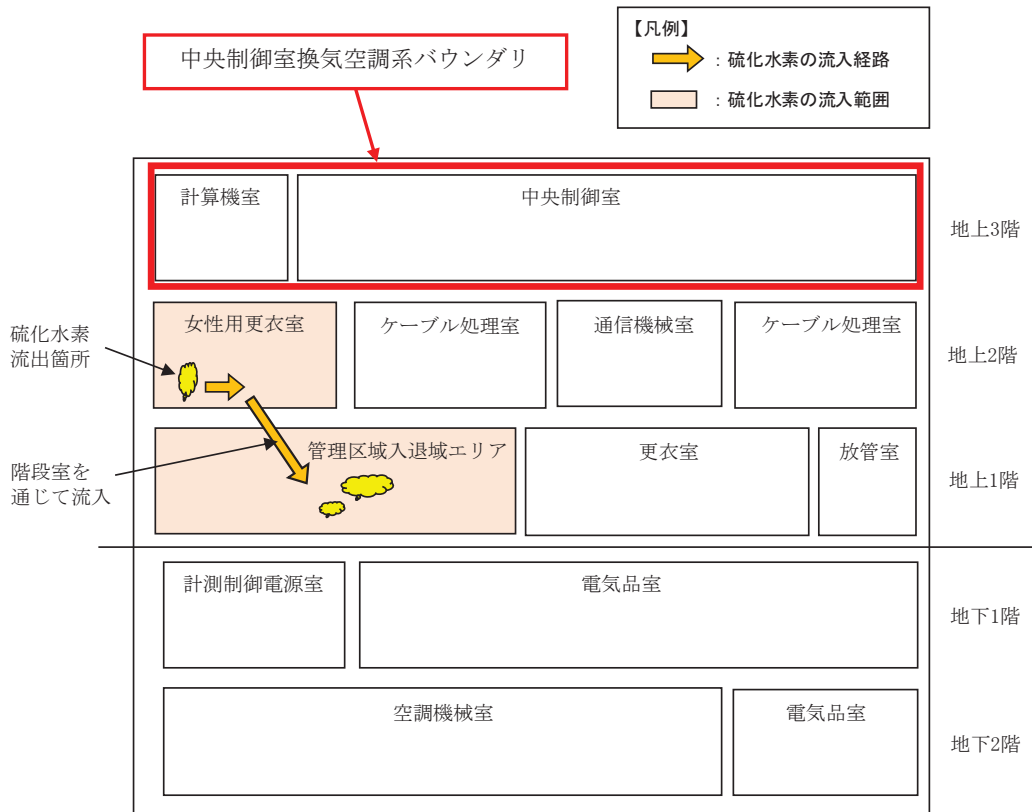 中央制御室換気空調系バウンダリ
【凡例】
：硫化水素の流入経路
：硫化水素の流入範囲
計算機室
中央制御室
地上3階
女性用更衣室
ケーブル処理室
通信機械室
ケーブル処理室
地上2階
硫化水素
流出箇所
管理区域入退域エリア
更衣室
放管室
地上1階
階段室を
通じて流入
計測制御電源室
電気品室
地下1階
空調機械室
電気品室
地下2階